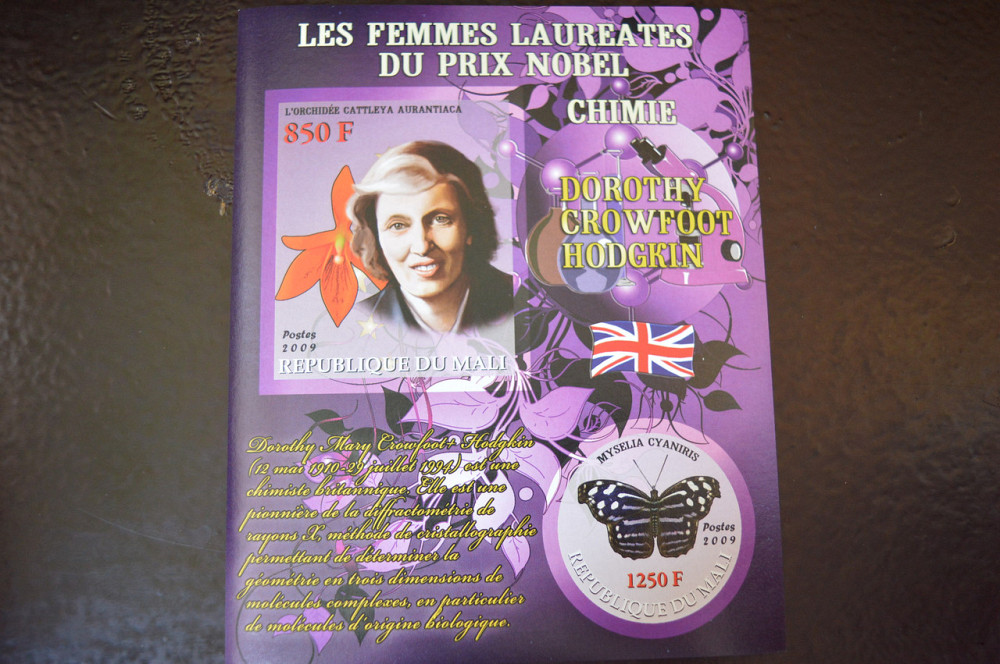 LES FEMMES LAUREATES
DU PRIX NOBEL
L'ORCHIDÉE CATTLEYA AURANTIACA
850 F
Postes
2009
REPUBLIQUE DU MALI
CHIMIE
DOROTHY
CROWFOOT
HODGKIN
Dorothy Mary Crowfoot+ Hodgkin
(12 mai 1910-29 juillet 1994) est une
chimiste britannique. Elle est une
pionnière de la diffractométrie de
rayons X, méthode de cristallographie
permettant de déterminer la
géométrie en trois dimensions de
molécules complexes, en particulier
de molécules d'origine biologique.
MYSELIA CYANIRIS
Postes
2009
1250 F
REPUBLIQUE DU MALI